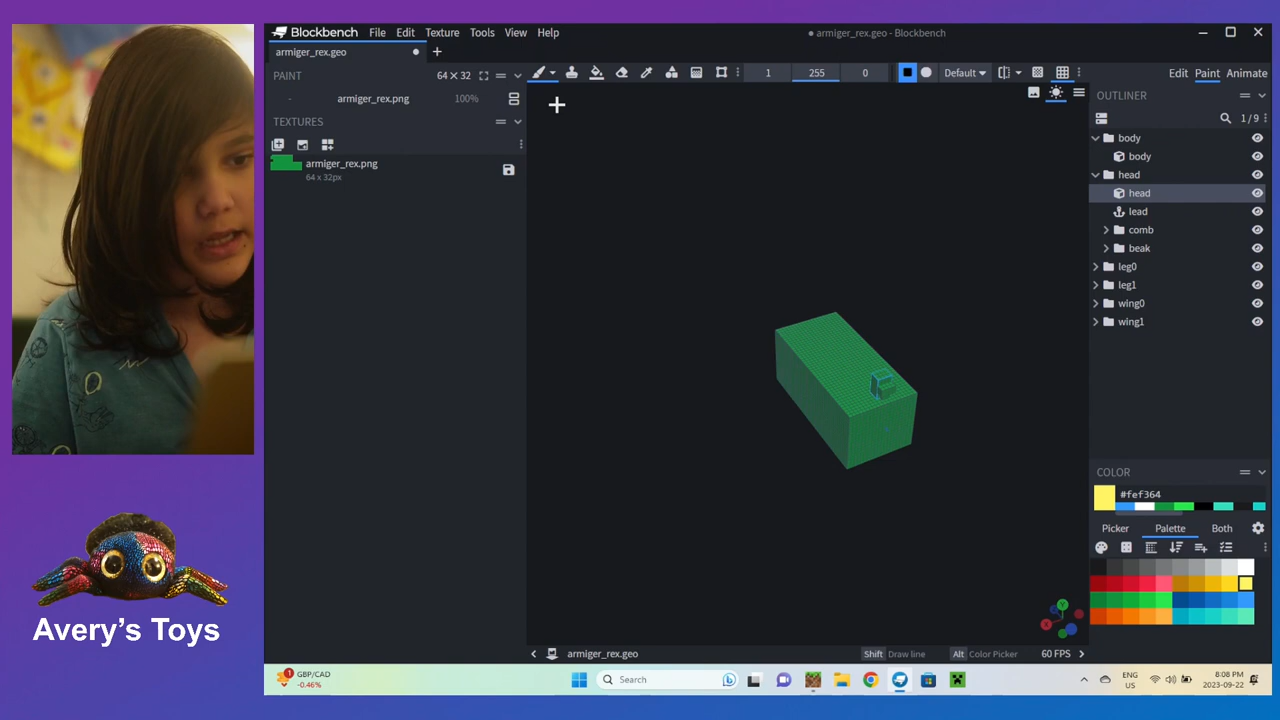 Blockbench File Edit Texture Tools View Help
armiger_rex.geo - Blockbench
armiger_rex.geo
PAINT 64 × 32
1 255 0 Default
Edit Paint Animate
- armiger_rex.png 100%
OUTLINER
1/9
TEXTURES
armiger_rex.png
64 x 32px
body
body
head
head
lead
comb
beak
leg0
leg1
wing0
wing1
COLOR
#fef364
Picker Palette Both
Y
X
Avery's Toys
armiger_rex.geo Shift Draw line Alt Color Picker 60 FPS
1
GBP/CAD
-0.46%
Search
ENG
US
8:08 PM
2023-09-22